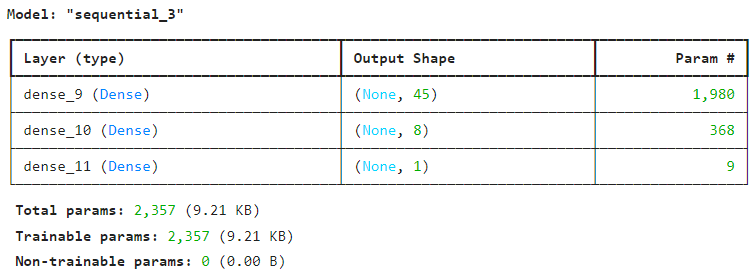 Model: "sequential_3"
Layer (type) Output Shape Param #
dense_9 (Dense) (None, 45) 1,980
dense_10 (Dense) (None, 8) 368
dense_11 (Dense) (None, 1) 9
Total params: 2,357 (9.21 KB)
Trainable params: 2,357 (9.21 KB)
Non-trainable params: 0 (0.00 B)